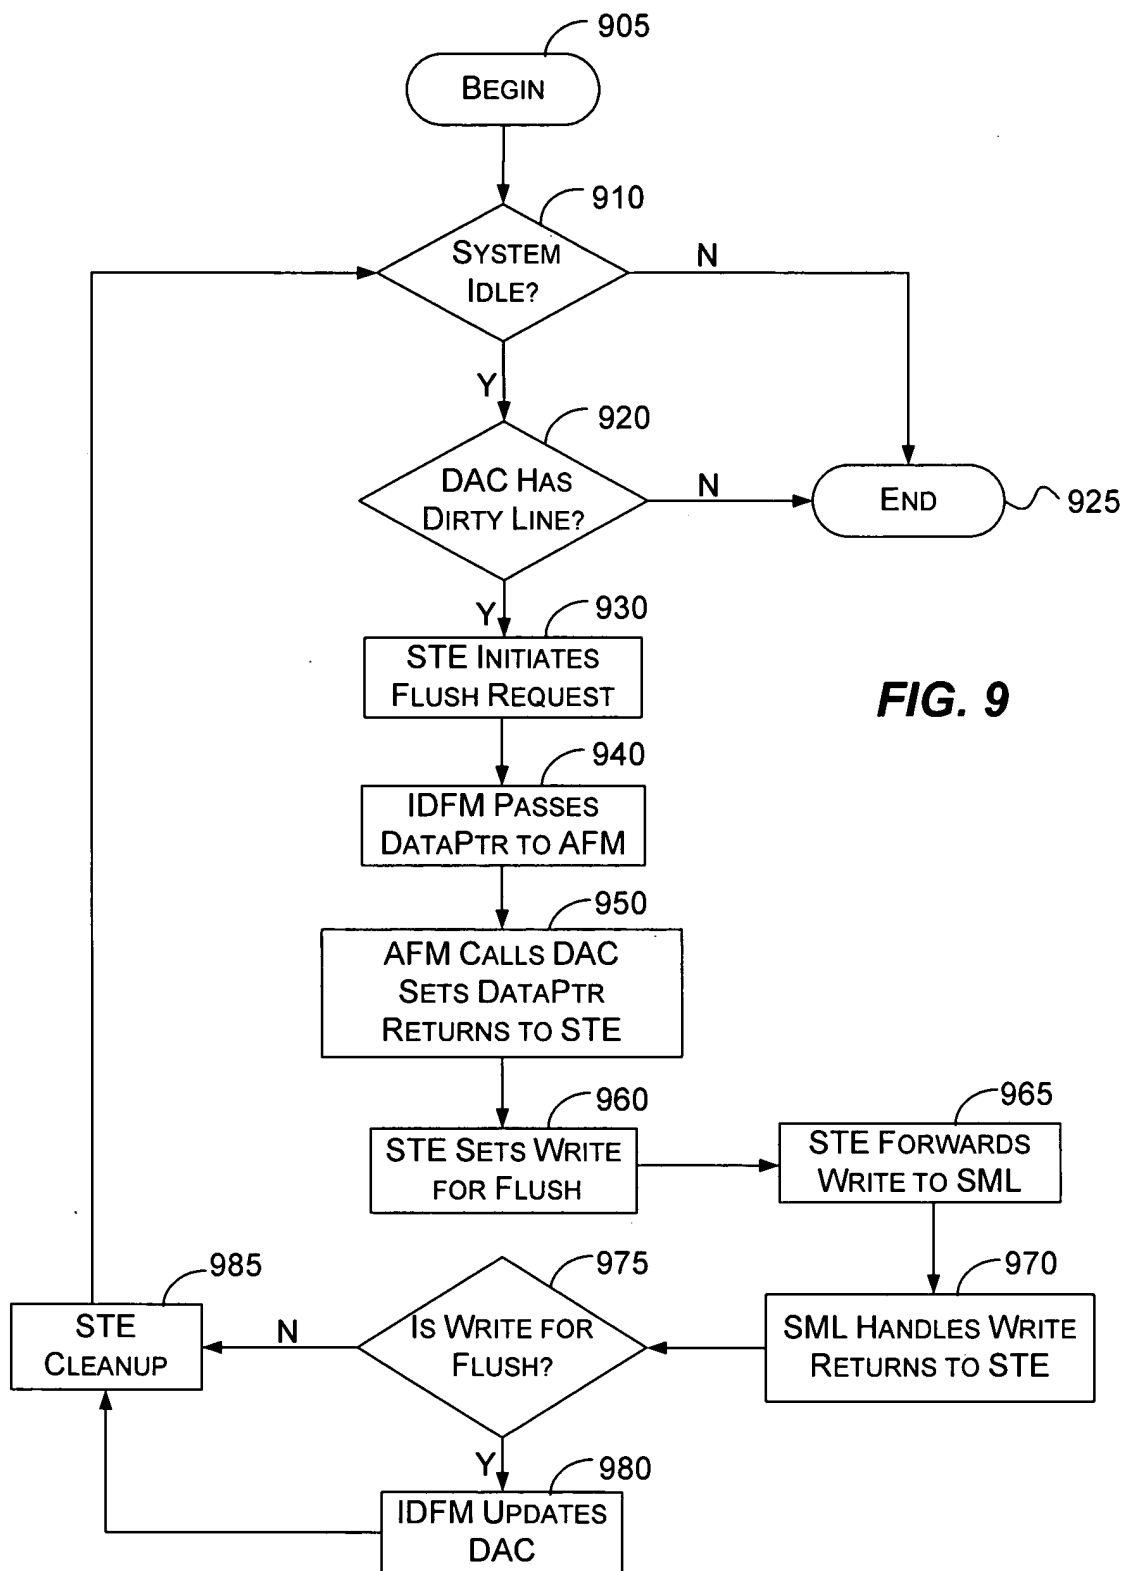 905
BEGIN
910
SYSTEM
IDLE?
N
Y
920
DAC HAS
DIRTY LINE?
N
END
925
Y
930
STE INITIATES
FLUSH REQUEST
FIG. 9
940
IDFM PASSES
DATAPTR TO AFM
950
AFM CALLS DAC
SETS DATAPTR
RETURNS TO STE
960
STE SETS WRITE
FOR FLUSH
965
STE FORWARDS
WRITE TO SML
970
SML HANDLES WRITE
RETURNS TO STE
975
IS WRITE FOR
FLUSH?
N
985
STE
CLEANUP
Y
980
IDFM UPDATES
DAC